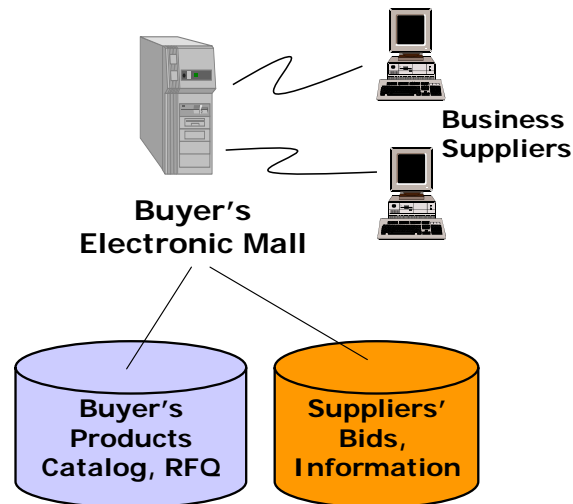 Business
Suppliers
Buyer's
Electronic Mall
Buyer's
Products
Catalog, RFQ
Suppliers'
Bids,
Information